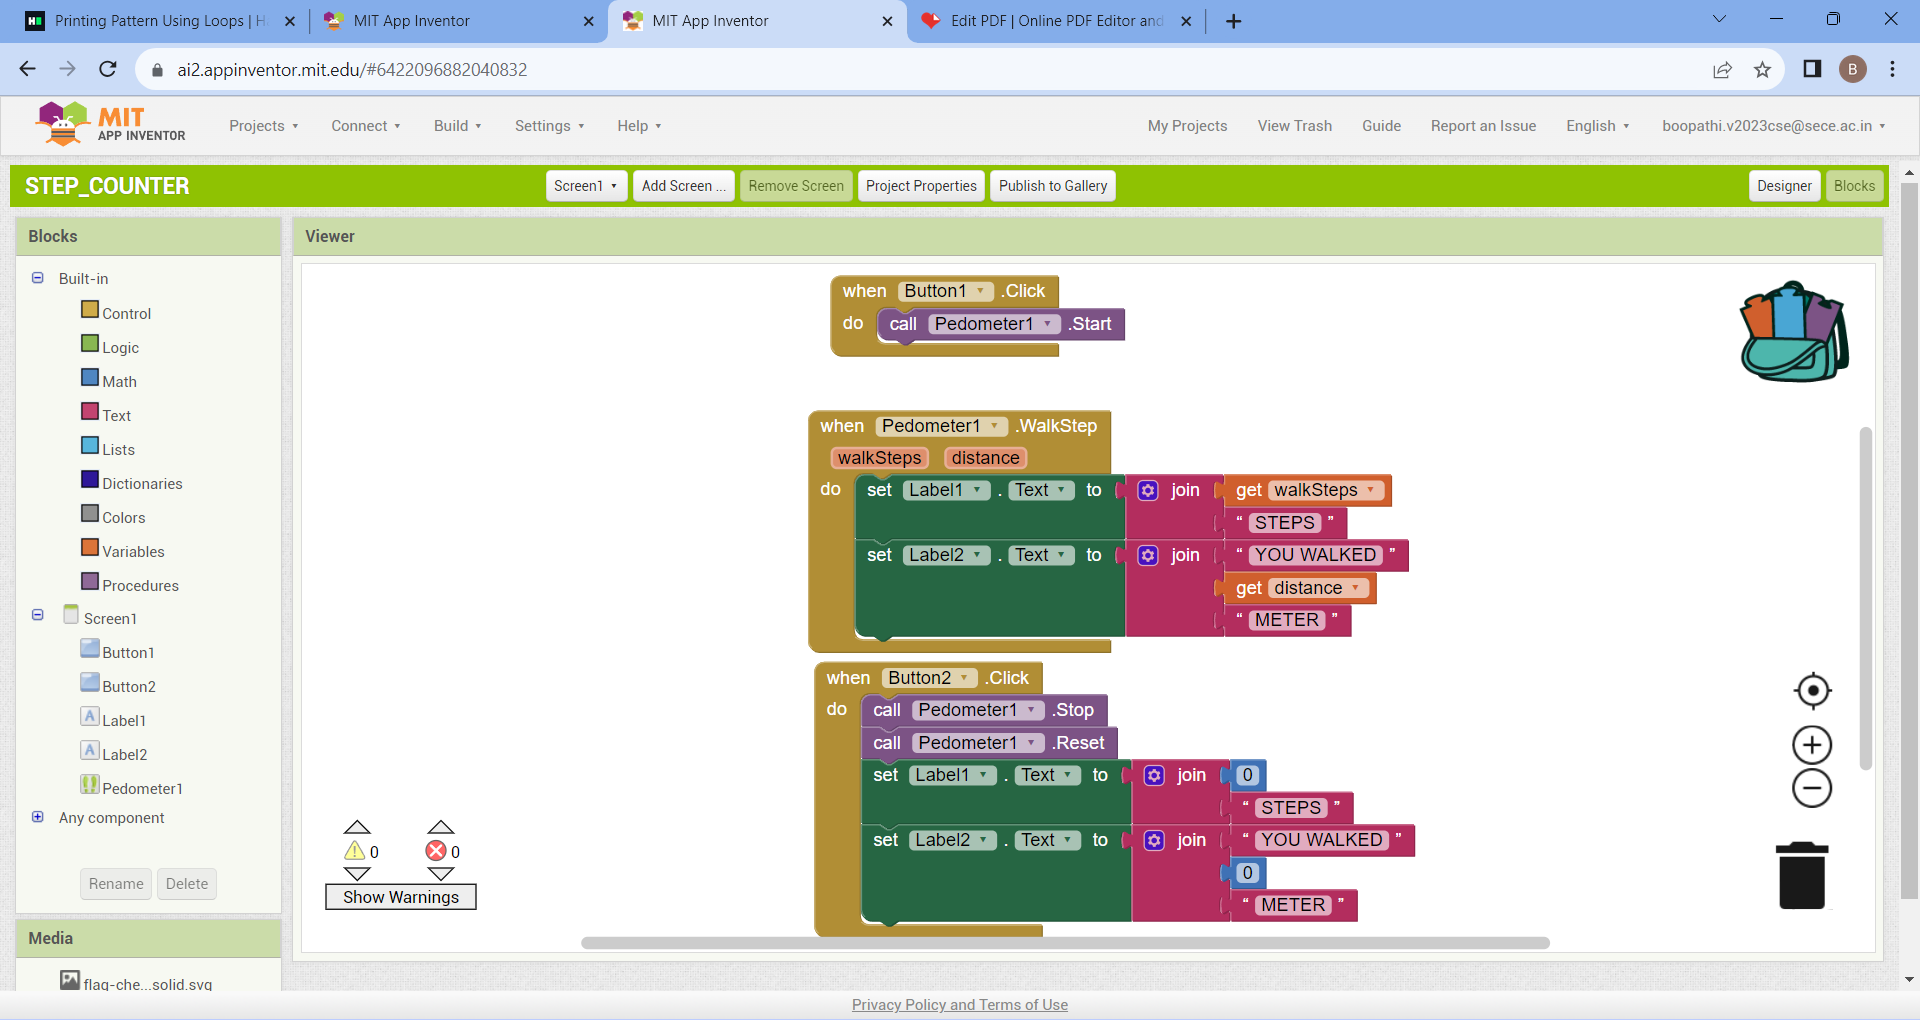 Printing Pattern Using Loops | H
MIT App Inventor
MIT App Inventor
Edit PDF | Online PDF Editor and
ai2.appinventor.mit.edu/#6422096882040832
B
MIT
APP INVENTOR
Projects
Connect
Build
Settings
Help
My Projects
View Trash
Guide
Report an Issue
English
boopathi.v2023cse@sece.ac.in
STEP_COUNTER
Screen1
Add Screen ...
Remove Screen
Project Properties
Publish to Gallery
Designer
Blocks
Blocks
Built-in
Control
Logic
Math
Text
Lists
Dictionaries
Colors
Variables
Procedures
Screen1
Button1
Button2
A Label1
A Label2
Pedometer1
Any component
Rename
Delete
Media
flag-che...solid.svg
Viewer
when Button1 .Click
do call Pedometer1 .Start
when Pedometer1 .WalkStep
walkSteps distance
do set Label1 . Text to join get walkSteps
“ STEPS ”
set Label2 . Text to join “ YOU WALKED ”
get distance
“ METER ”
when Button2 .Click
do call Pedometer1 .Stop
call Pedometer1 .Reset
set Label1 . Text to join 0
“ STEPS ”
set Label2 . Text to join “ YOU WALKED ”
0
“ METER ”
0
0
Show Warnings
Privacy Policy and Terms of Use